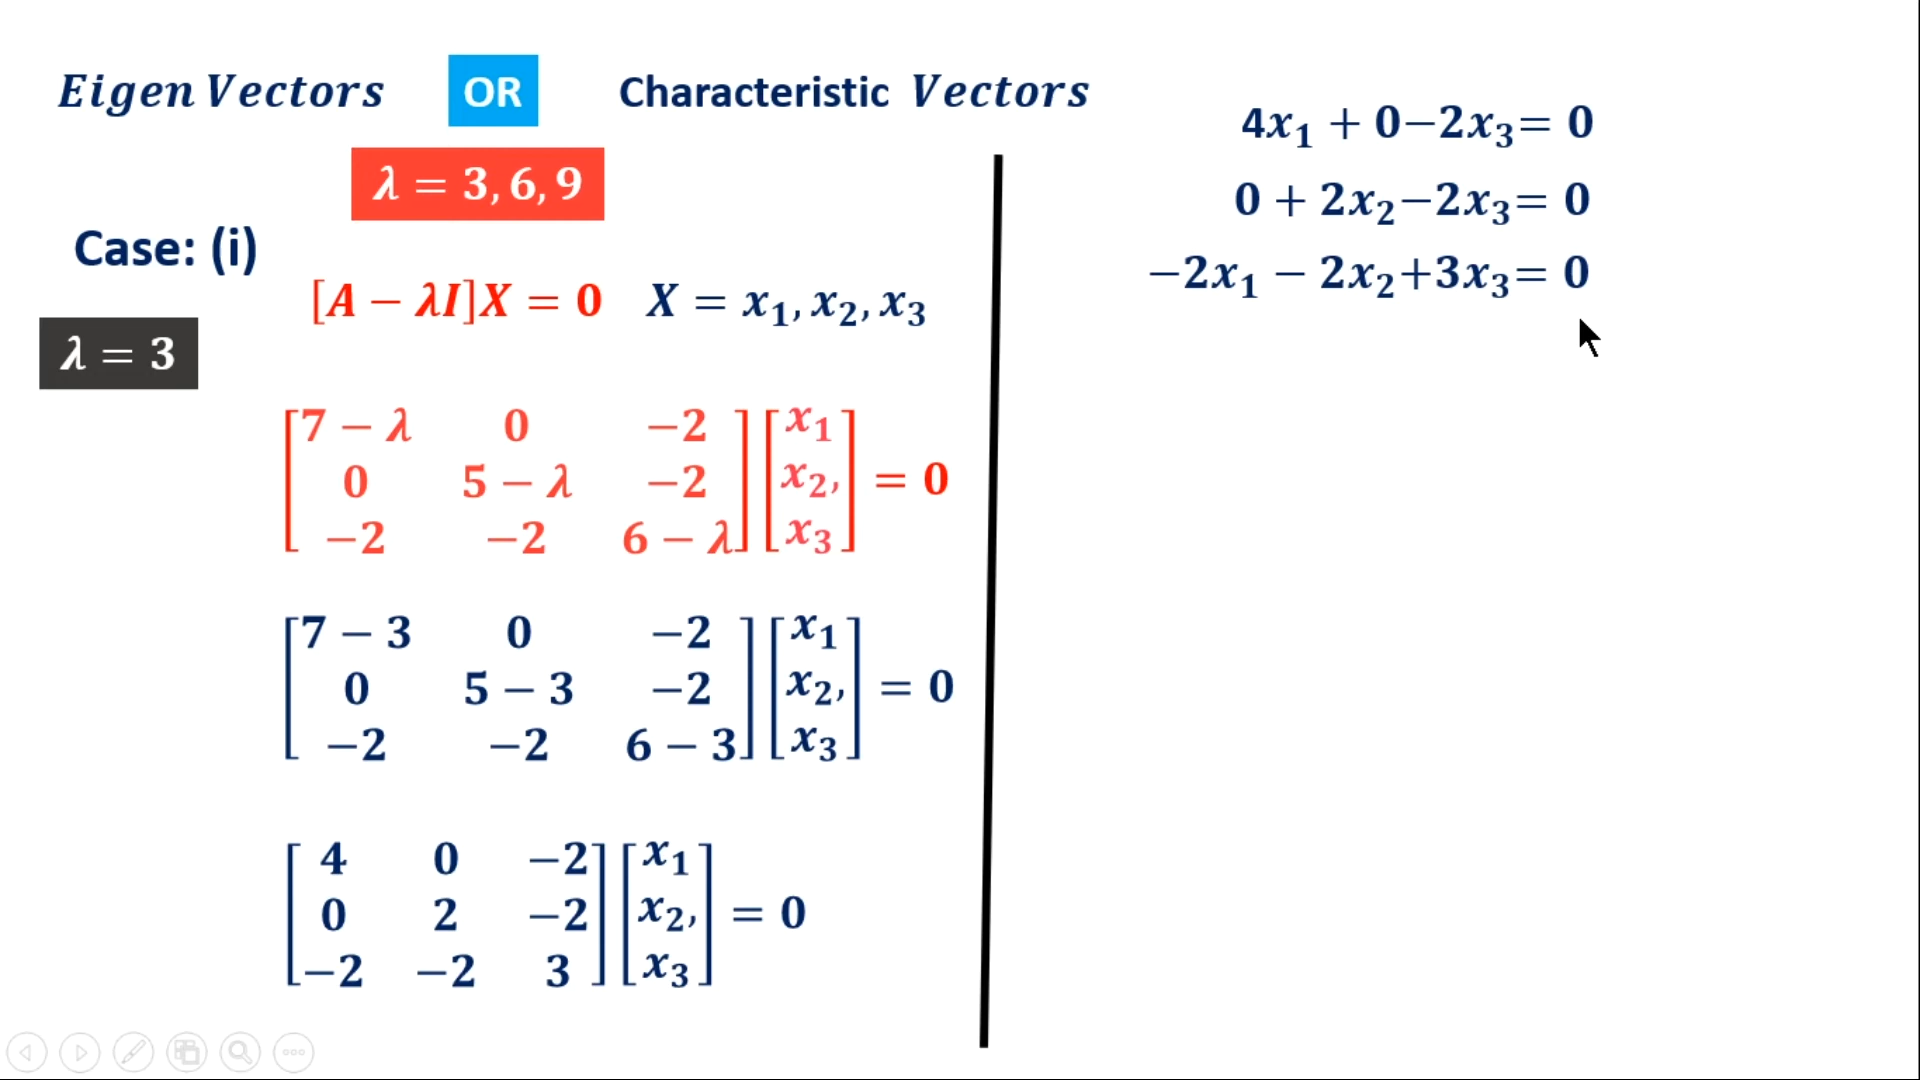 Eigen Vectors OR Characteristic Vectors
λ = 3, 6, 9
Case: (i)
[A − λI]X = 0 X = x₁, x₂, x₃
λ = 3
[7 − λ 0 −2] [x₁]
[0 5 − λ −2] [x₂,] = 0
[−2 −2 6 − λ] [x₃]
[7 − 3 0 −2] [x₁]
[0 5 − 3 −2] [x₂,] = 0
[−2 −2 6 − 3] [x₃]
[4 0 −2] [x₁]
[0 2 −2] [x₂,] = 0
[−2 −2 3] [x₃]
4x₁ + 0−2x₃= 0
0 + 2x₂−2x₃= 0
−2x₁ − 2x₂+3x₃= 0